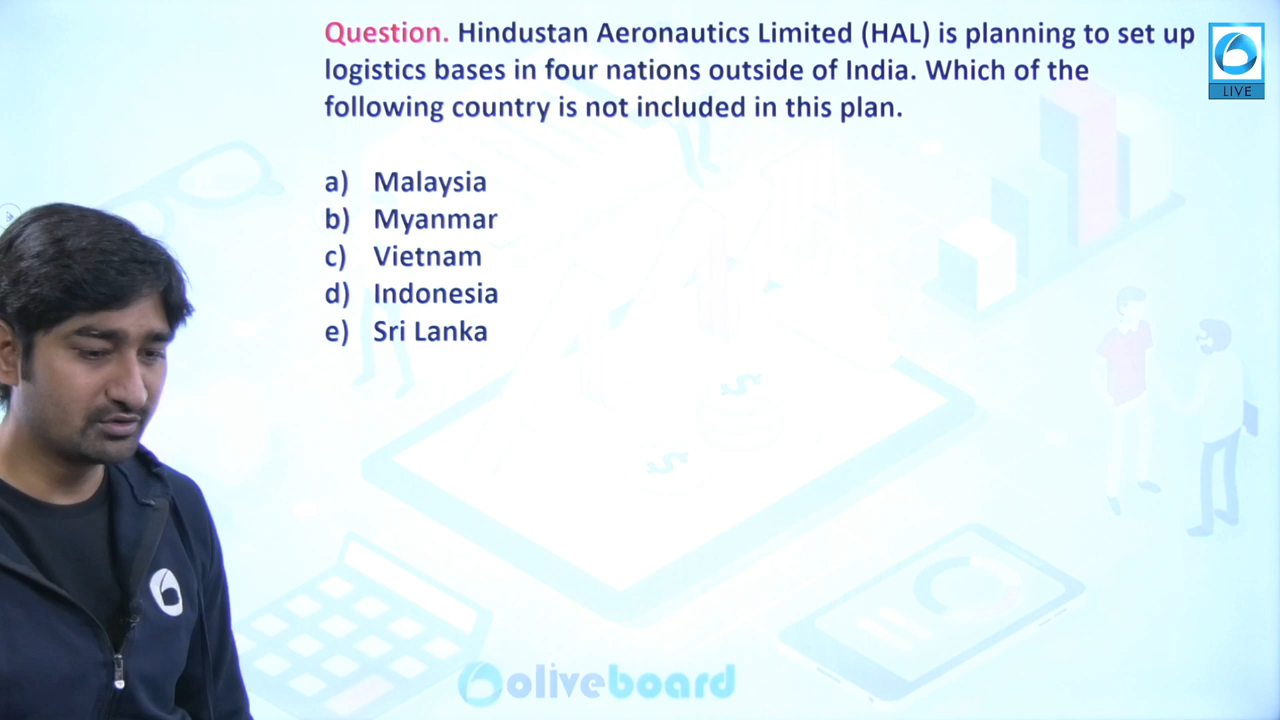 Question. Hindustan Aeronautics Limited (HAL) is planning to set up
logistics bases in four nations outside of India. Which of the
following country is not included in this plan.
a) Malaysia
b) Myanmar
c) Vietnam
d) Indonesia
e) Sri Lanka
LIVE
oliveboard